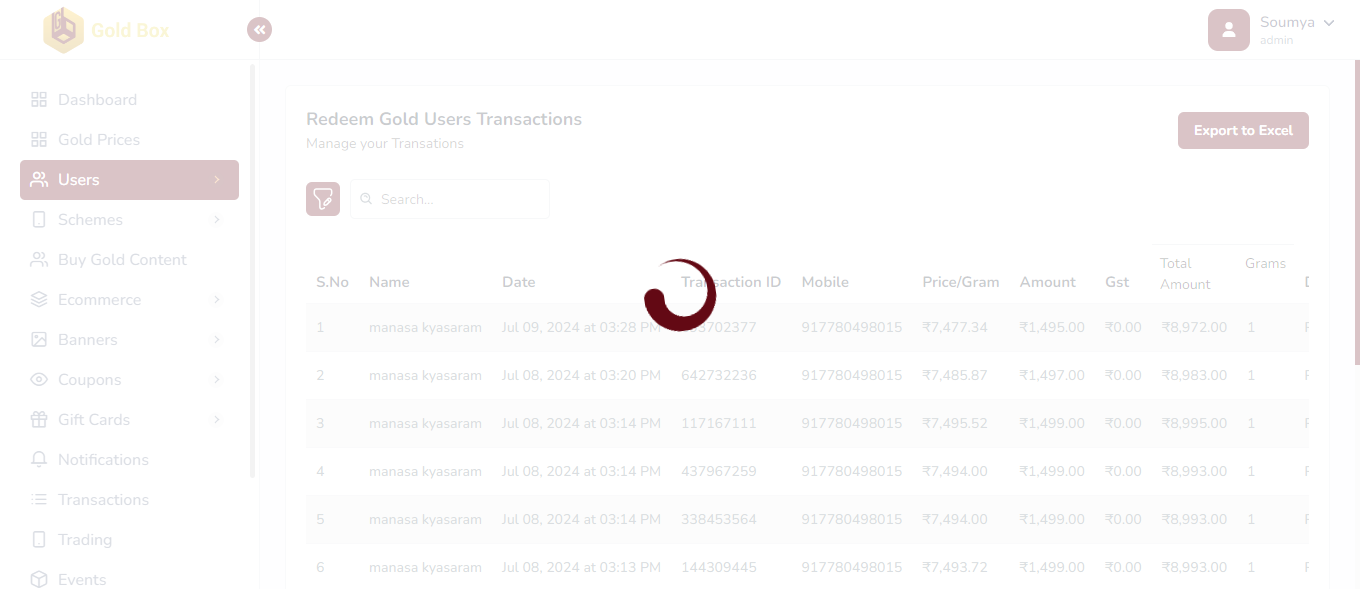 Gold Box
Soumya
admin
Dashboard
Gold Prices
Users
Schemes
Buy Gold Content
Ecommerce
Banners
Coupons
Gift Cards
Notifications
Transactions
Trading
Events
Redeem Gold Users Transactions
Manage your Transations
Export to Excel
Search...
S.No Name Date Transaction ID Mobile Price/Gram Amount Gst Total Amount Grams
1 manasa kyasaram Jul 09, 2024 at 03:28 PM 917780498015 ₹7,477.34 ₹1,495.00 ₹0.00 ₹8,972.00 1
2 manasa kyasaram Jul 08, 2024 at 03:20 PM 642732236 917780498015 ₹7,485.87 ₹1,497.00 ₹0.00 ₹8,983.00 1
3 manasa kyasaram Jul 08, 2024 at 03:14 PM 117167111 917780498015 ₹7,495.52 ₹1,499.00 ₹0.00 ₹8,995.00 1
4 manasa kyasaram Jul 08, 2024 at 03:14 PM 437967259 917780498015 ₹7,494.00 ₹1,499.00 ₹0.00 ₹8,993.00 1
5 manasa kyasaram Jul 08, 2024 at 03:14 PM 338453564 917780498015 ₹7,494.00 ₹1,499.00 ₹0.00 ₹8,993.00 1
6 manasa kyasaram Jul 08, 2024 at 03:13 PM 144309445 917780498015 ₹7,493.72 ₹1,499.00 ₹0.00 ₹8,993.00 1